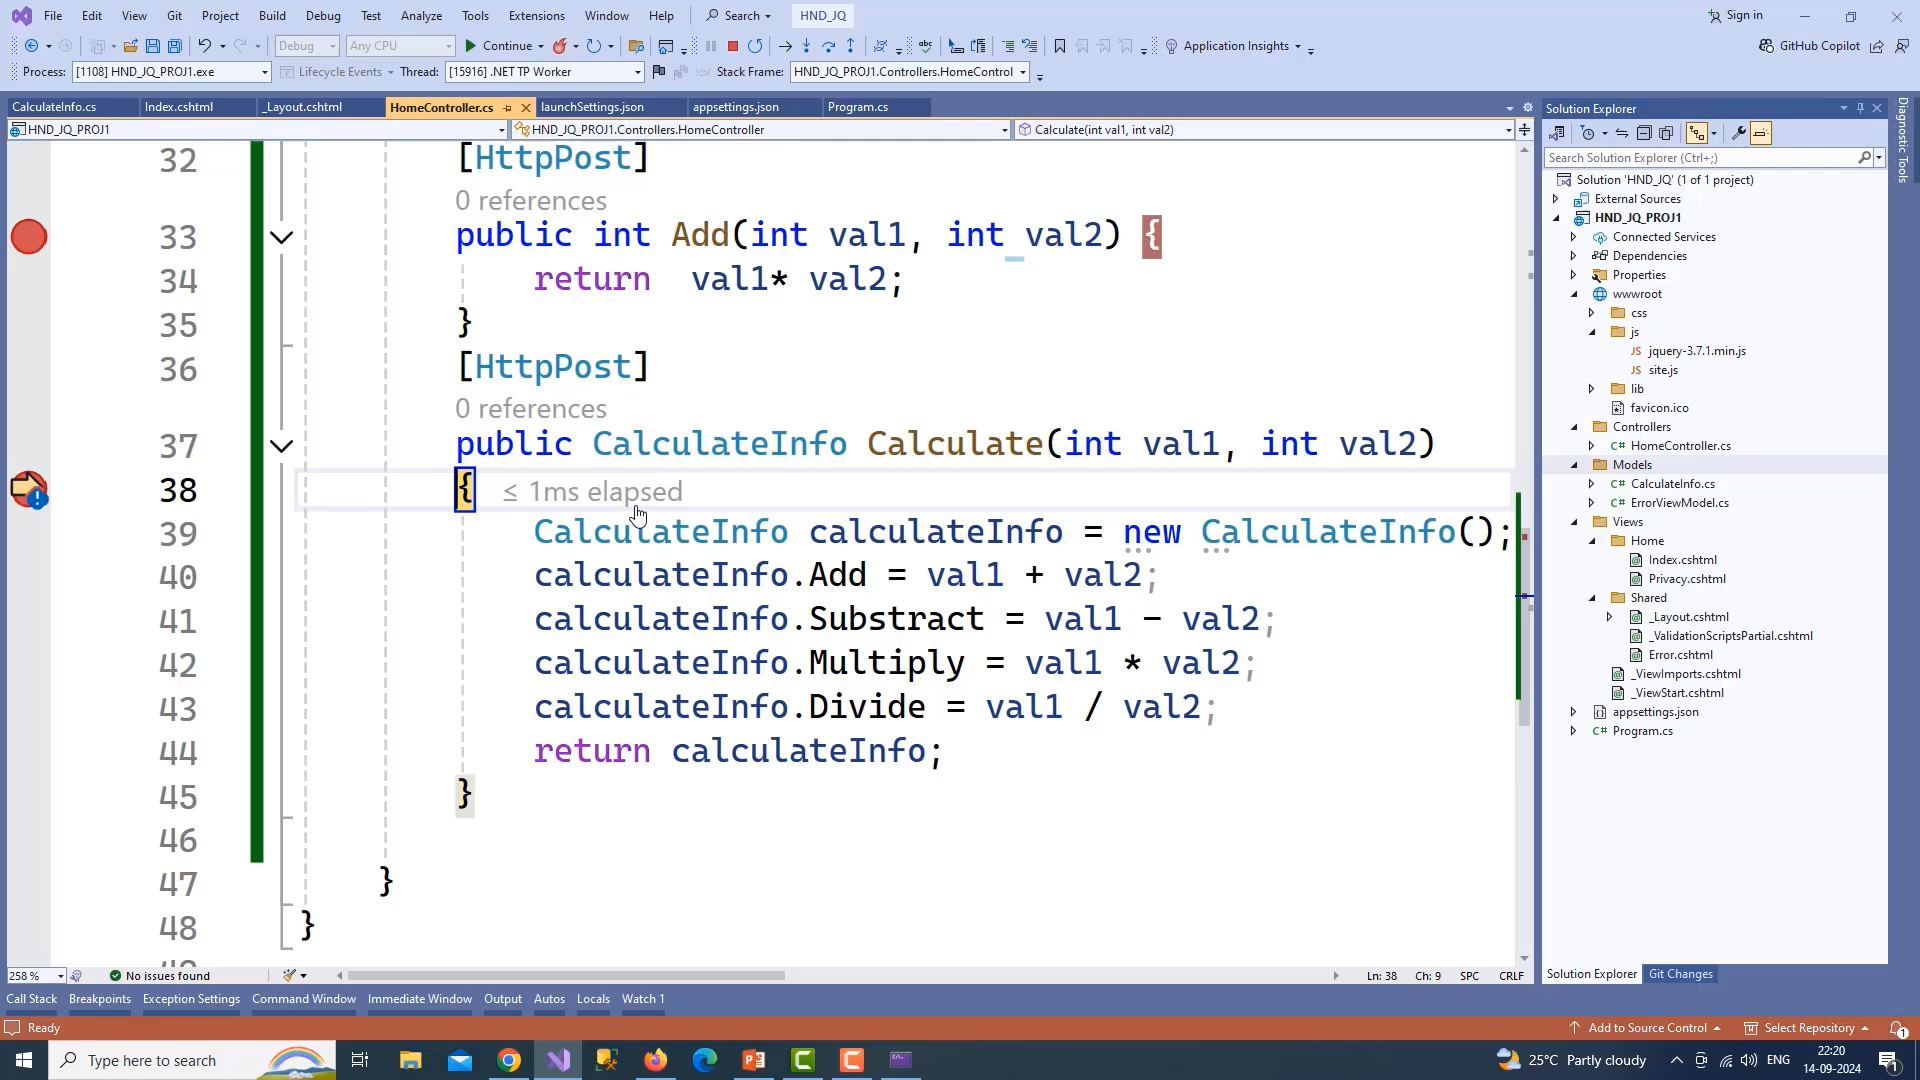 File Edit View Git Project Build Debug Test Analyze Tools Extensions Window Help Search HND_JQ Sign in
Debug Any CPU Continue Application Insights GitHub Copilot
Process: [1108] HND_JQ_PROJ1.exe Lifecycle Events Thread: [15916] .NET TP Worker Stack Frame: HND_JQ_PROJ1.Controllers.HomeControl
CalculateInfo.cs Index.cshtml _Layout.cshtml HomeController.cs launchSettings.json appsettings.json Program.cs
HND_JQ_PROJ1 HND_JQ_PROJ1.Controllers.HomeController Calculate(int val1, int val2)
32 [HttpPost]
0 references
33 public int Add(int val1, int val2) {
34 return val1* val2;
35 }
36 [HttpPost]
0 references
37 public CalculateInfo Calculate(int val1, int val2)
38 { ≤ 1ms elapsed
39 CalculateInfo calculateInfo = new CalculateInfo();
40 calculateInfo.Add = val1 + val2;
41 calculateInfo.Substract = val1 - val2;
42 calculateInfo.Multiply = val1 * val2;
43 calculateInfo.Divide = val1 / val2;
44 return calculateInfo;
45 }
46
47 }
48 }
258 % No issues found Ln: 38 Ch: 9 SPC CRLF
Solution Explorer
Search Solution Explorer (Ctrl+;)
Solution 'HND_JQ' (1 of 1 project)
External Sources
HND_JQ_PROJ1
Connected Services
Dependencies
Properties
wwwroot
css
js
jquery-3.7.1.min.js
site.js
lib
favicon.ico
Controllers
HomeController.cs
Models
CalculateInfo.cs
ErrorViewModel.cs
Views
Home
Index.cshtml
Privacy.cshtml
Shared
_Layout.cshtml
_ValidationScriptsPartial.cshtml
Error.cshtml
_ViewImports.cshtml
_ViewStart.cshtml
appsettings.json
Program.cs
Solution Explorer Git Changes
Diagnostic Tools
Call Stack Breakpoints Exception Settings Command Window Immediate Window Output Autos Locals Watch 1
Ready Add to Source Control Select Repository 1
Type here to search 25°C Partly cloudy ENG 22:20
14-09-2024
1